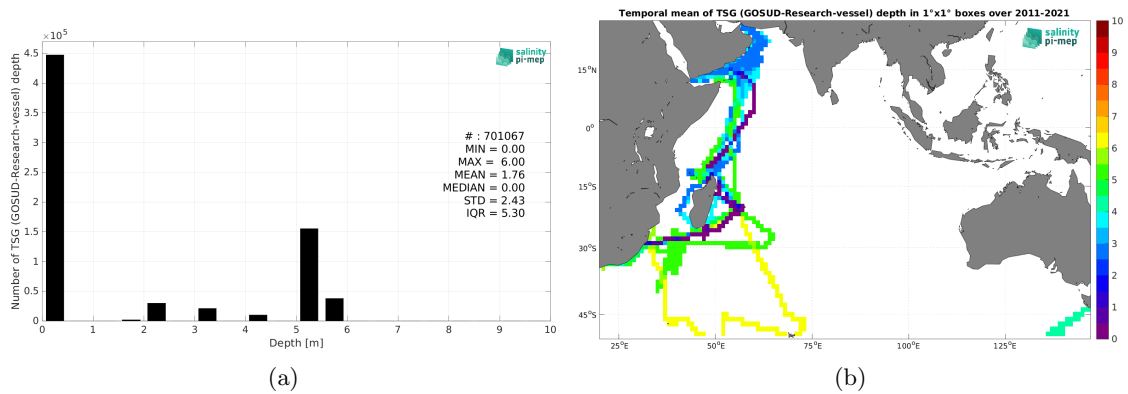 ×10⁵
4.5
4
3.5
3
2.5
2
1.5
1
0.5
0
Number of TSG (GOSUD-Research-vessel) depth
salinity
pi-mep
# : 701067
MIN = 0.00
MAX = 6.00
MEAN = 1.76
MEDIAN = 0.00
STD = 2.43
IQR = 5.30
0 1 2 3 4 5 6 7 8 9 10
Depth [m]
(a)
Temporal mean of TSG (GOSUD-Research-vessel) depth in 1°x1° boxes over 2011-2021
salinity
pi-mep
15°N
0°
15°S
30°S
45°S
25°E 50°E 75°E 100°E 125°E
10
9
8
7
6
5
4
3
2
1
0
(b)